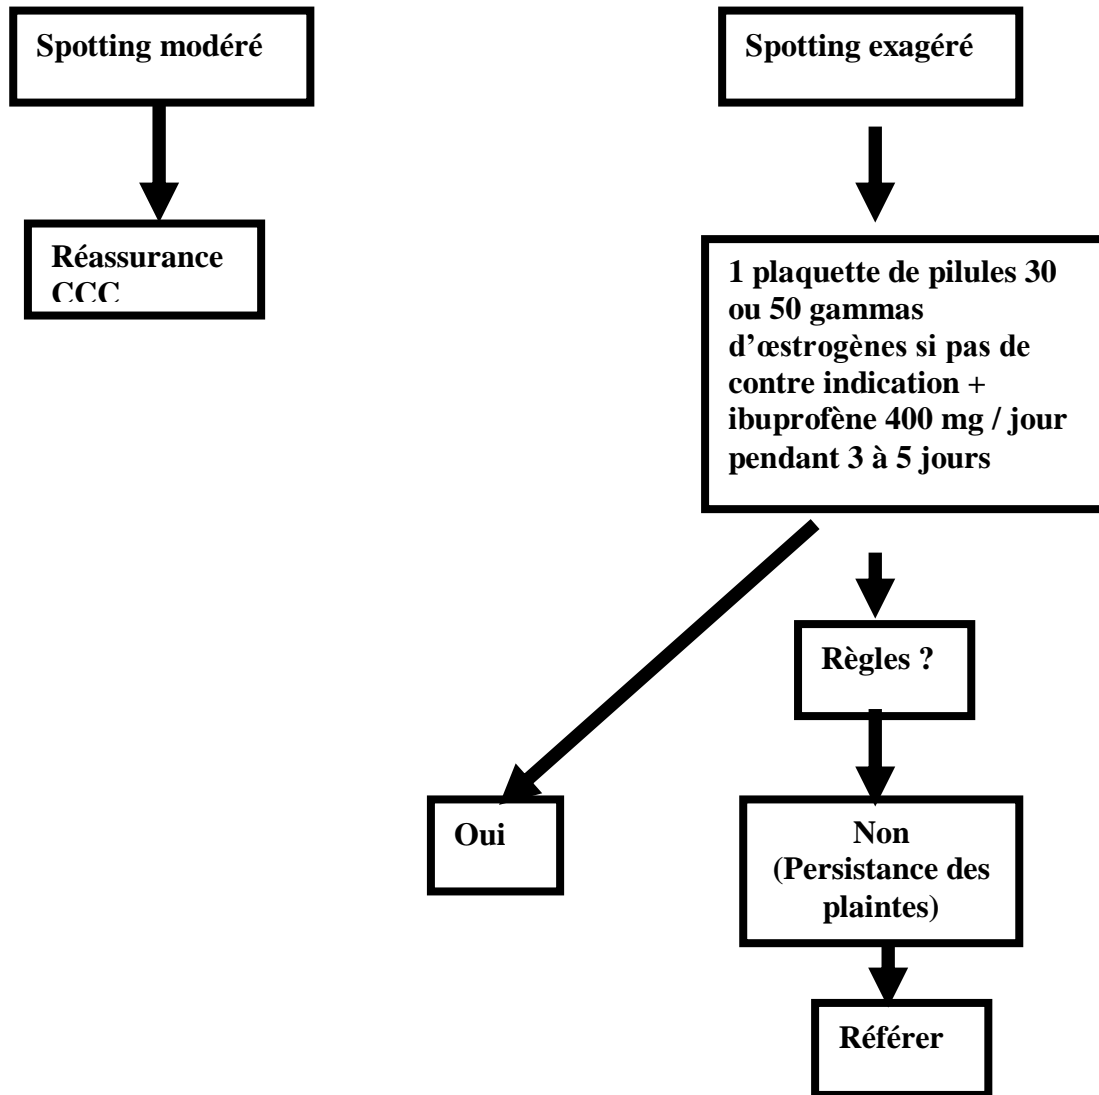 Spotting modéré
Spotting exagéré
Réassurance
CCC
1 plaquette de pilules 30
ou 50 gammas
d’œstrogènes si pas de
contre indication +
ibuprofène 400 mg / jour
pendant 3 à 5 jours
Règles ?
Oui
Non
(Persistance des
plaintes)
Référer